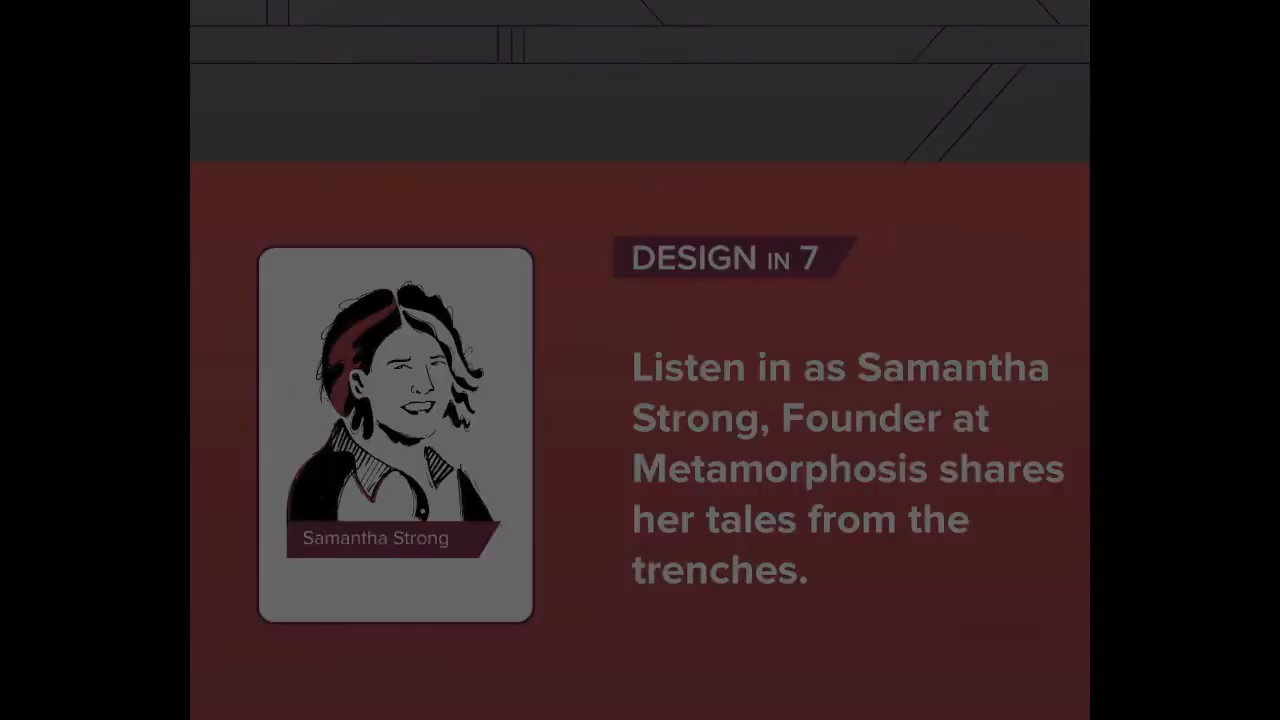 DESIGN IN 7
Listen in as Samantha
Strong, Founder at
Metamorphosis shares
her tales from the
trenches.
Samantha Strong